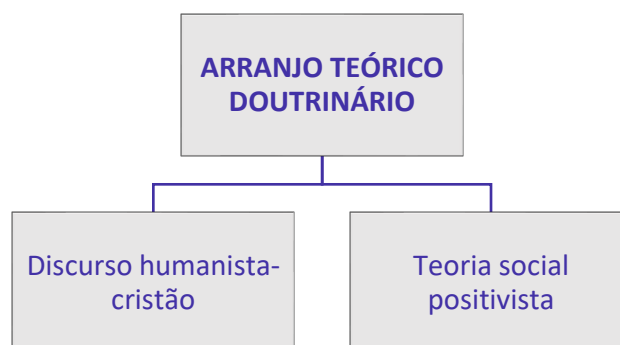 ARRANJO TEÓRICO
DOUTRINÁRIO
Discurso humanista-
cristão
Teoria social
positivista